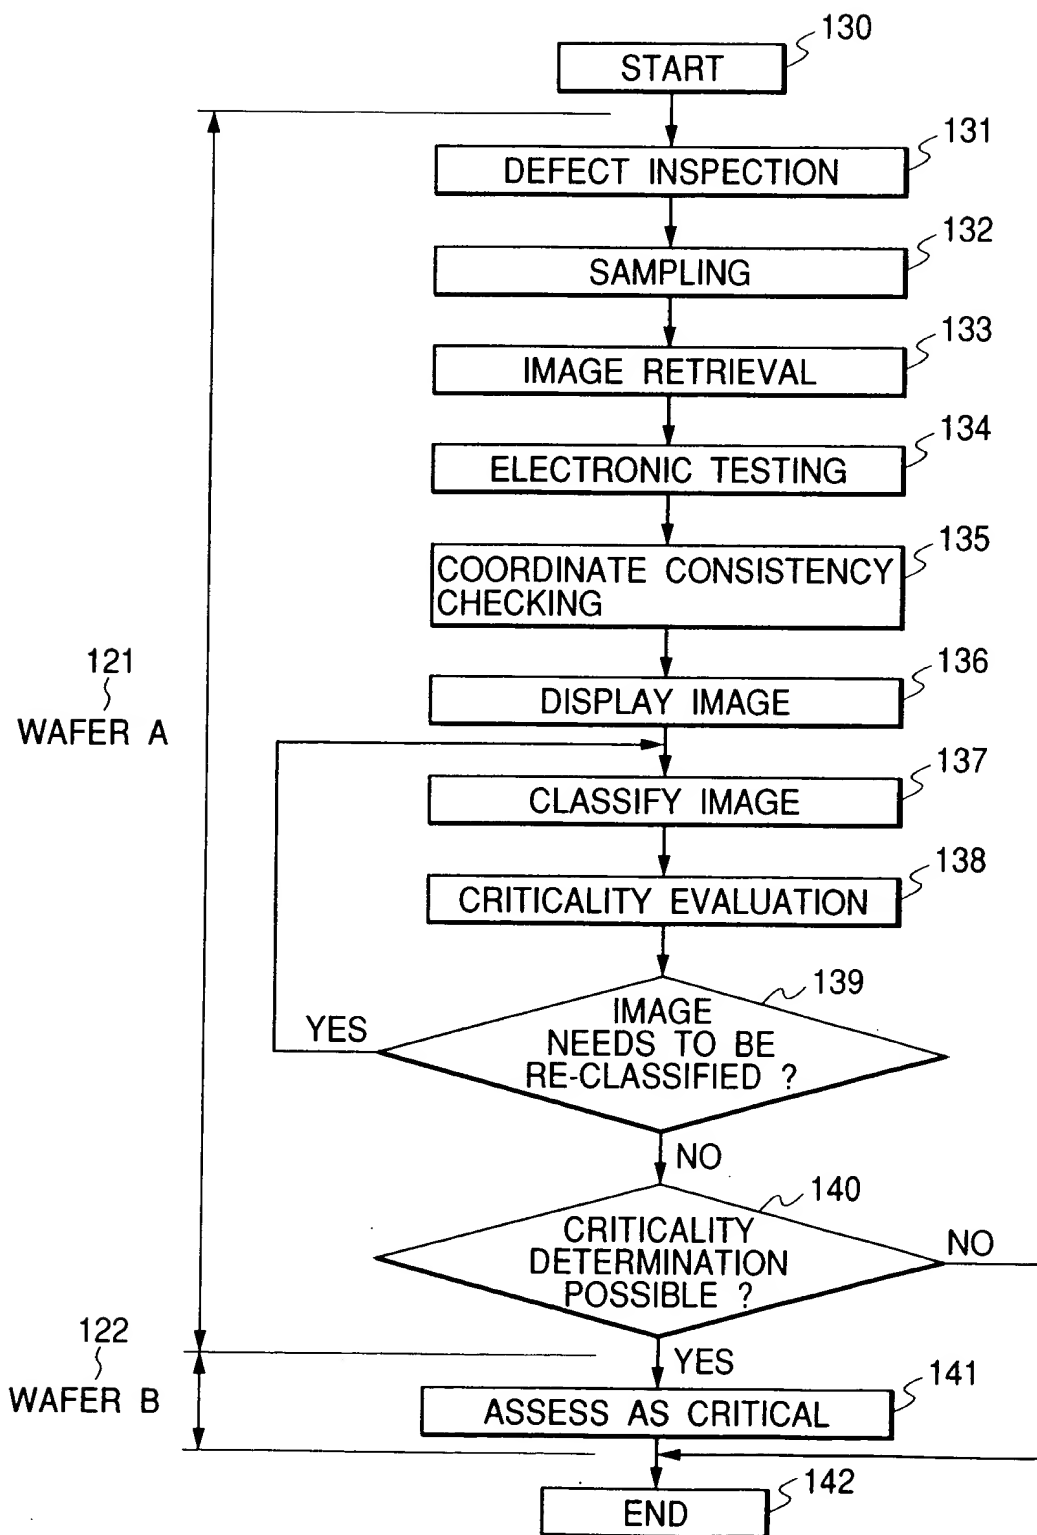 130
START
131
DEFECT INSPECTION
132
SAMPLING
133
IMAGE RETRIEVAL
134
ELECTRONIC TESTING
135
COORDINATE CONSISTENCY
CHECKING
121
WAFER A
136
DISPLAY IMAGE
137
CLASSIFY IMAGE
138
CRITICALITY EVALUATION
139
IMAGE
NEEDS TO BE
RE-CLASSIFIED ?
YES
NO
140
CRITICALITY
DETERMINATION
POSSIBLE ?
NO
122
WAFER B
YES
141
ASSESS AS CRITICAL
142
END